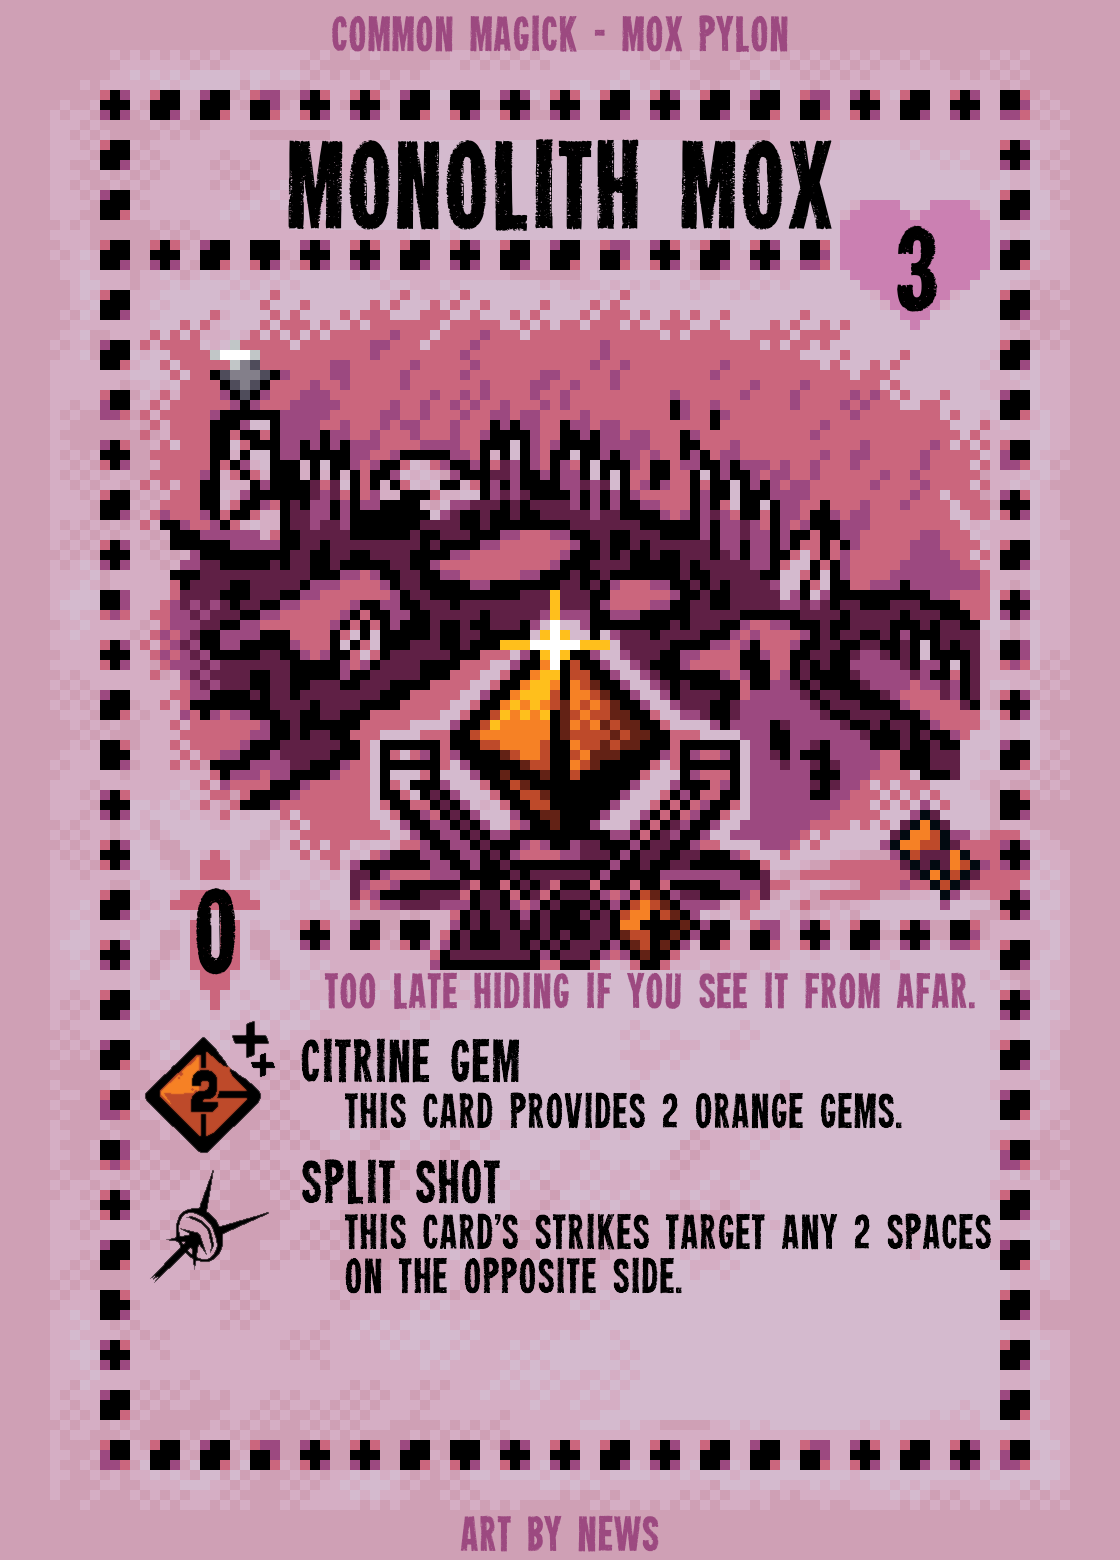 COMMON MAGICK - MOX PYLON
MONOLITH MOX
3
0
TOO LATE HIDING IF YOU SEE IT FROM AFAR.
2
CITRINE GEM
THIS CARD PROVIDES 2 ORANGE GEMS.
SPLIT SHOT
THIS CARD'S STRIKES TARGET ANY 2 SPACES
ON THE OPPOSITE SIDE.
ART BY NEWS